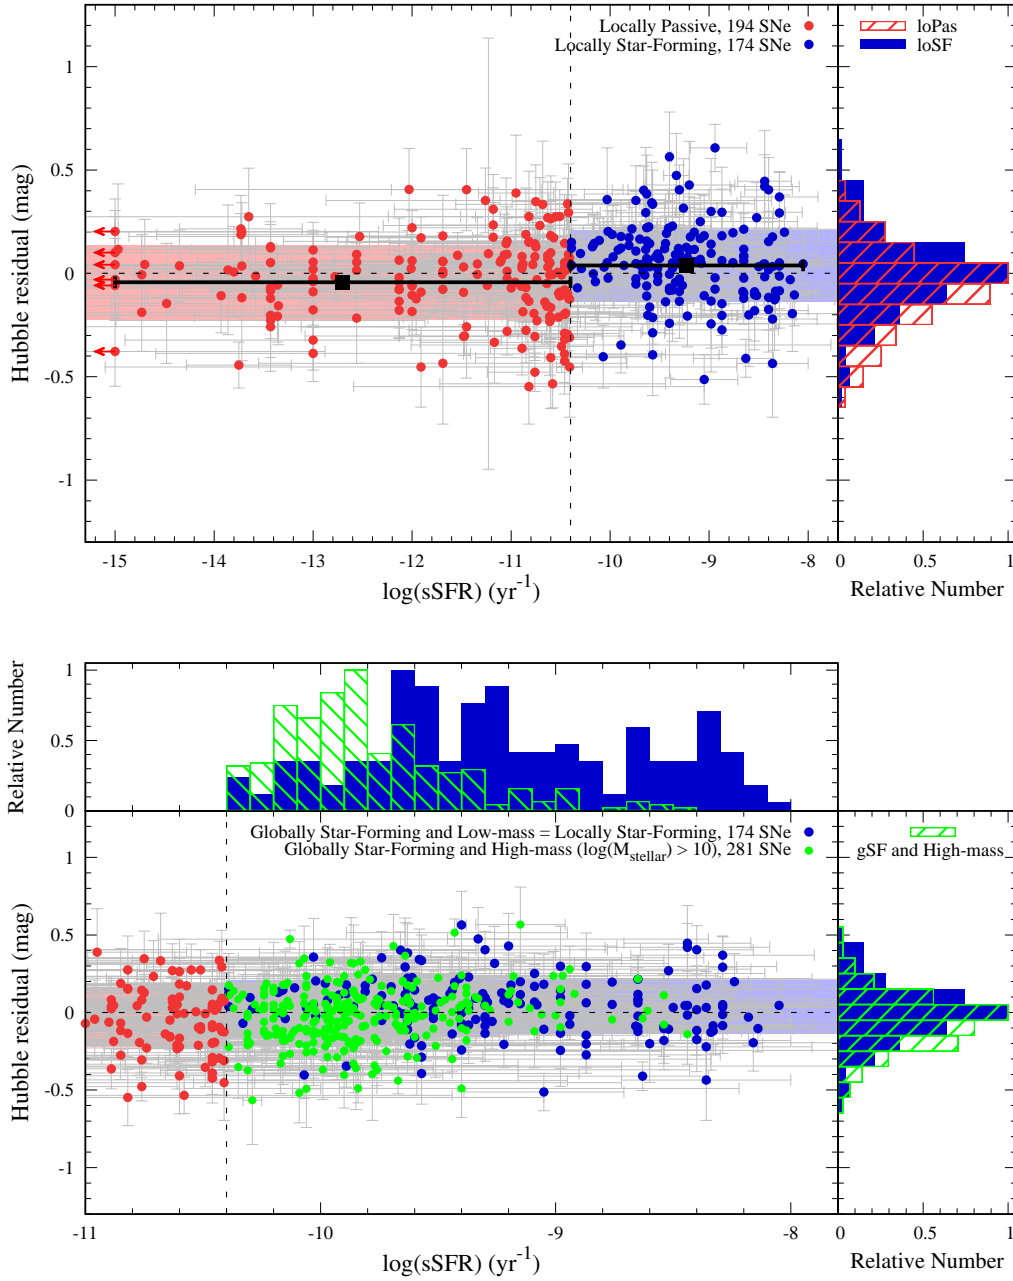 Locally Passive, 194 SNe
Locally Star-Forming, 174 SNe
loPas
loSF
1
0.5
0
-0.5
-1
Hubble residual (mag)
-15 -14 -13 -12 -11 -10 -9 -8
0 0.5 1
log(sSFR) (yr⁻¹)
Relative Number
1
0.5
0
Relative Number
Globally Star-Forming and Low-mass = Locally Star-Forming, 174 SNe
Globally Star-Forming and High-mass (log(M_stellar) > 10), 281 SNe
gSF and High-mass
1
0.5
0
-0.5
-1
Hubble residual (mag)
-11 -10 -9 -8
0 0.5 1
log(sSFR) (yr⁻¹)
Relative Number